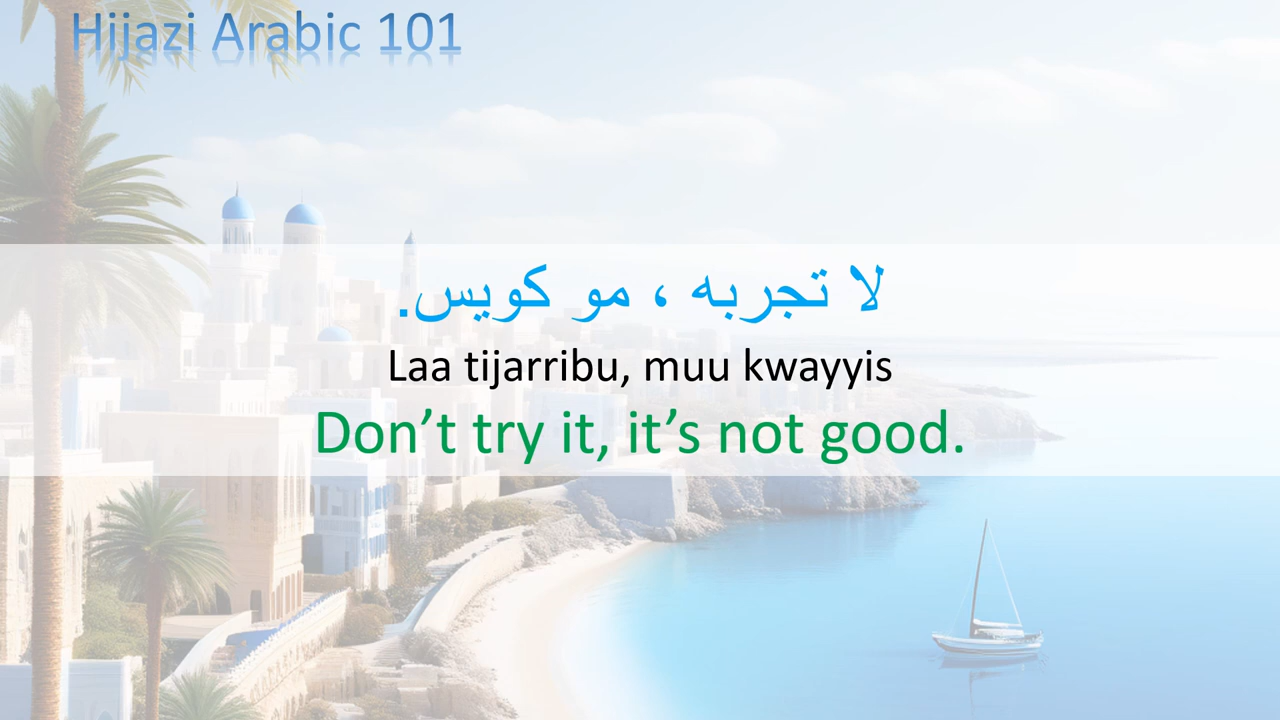 Hijazi Arabic 101
لا تجربه ، مو كويس.
Laa tijarribu, muu kwayyis
Don’t try it, it’s not good.